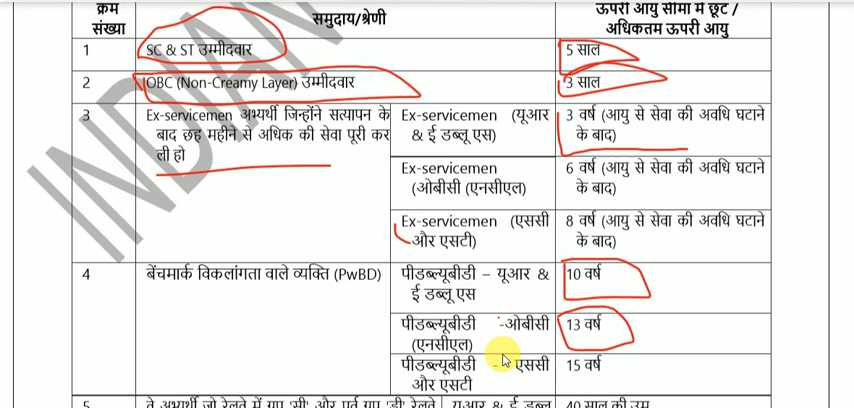 क्रम संख्या | समुदाय/श्रेणी | ऊपरी आयु सीमा में छूट / अधिकतम ऊपरी आयु
1 | SC & ST उम्मीदवार | 5 साल
2 | OBC (Non-Creamy Layer) उम्मीदवार | 3 साल
3 | Ex-servicemen अभ्यर्थी जिन्होंने सत्यापन के बाद छह महीने से अधिक की सेवा पूरी कर ली हो | Ex-servicemen (यूआर & ई डब्लू एस) | 3 वर्ष (आयु से सेवा की अवधि घटाने के बाद)
Ex-servicemen (ओबीसी (एनसीएल) | 6 वर्ष (आयु से सेवा की अवधि घटाने के बाद)
Ex-servicemen (एससी और एसटी) | 8 वर्ष (आयु से सेवा की अवधि घटाने के बाद)
4 | बेंचमार्क विकलांगता वाले व्यक्ति (PwBD) | पीडब्ल्यूबीडी – यूआर & ई डब्लू एस | 10 वर्ष
पीडब्ल्यूबीडी -ओबीसी (एनसीएल) | 13 वर्ष
पीडब्ल्यूबीडी - एससी और एसटी | 15 वर्ष
INDIAN